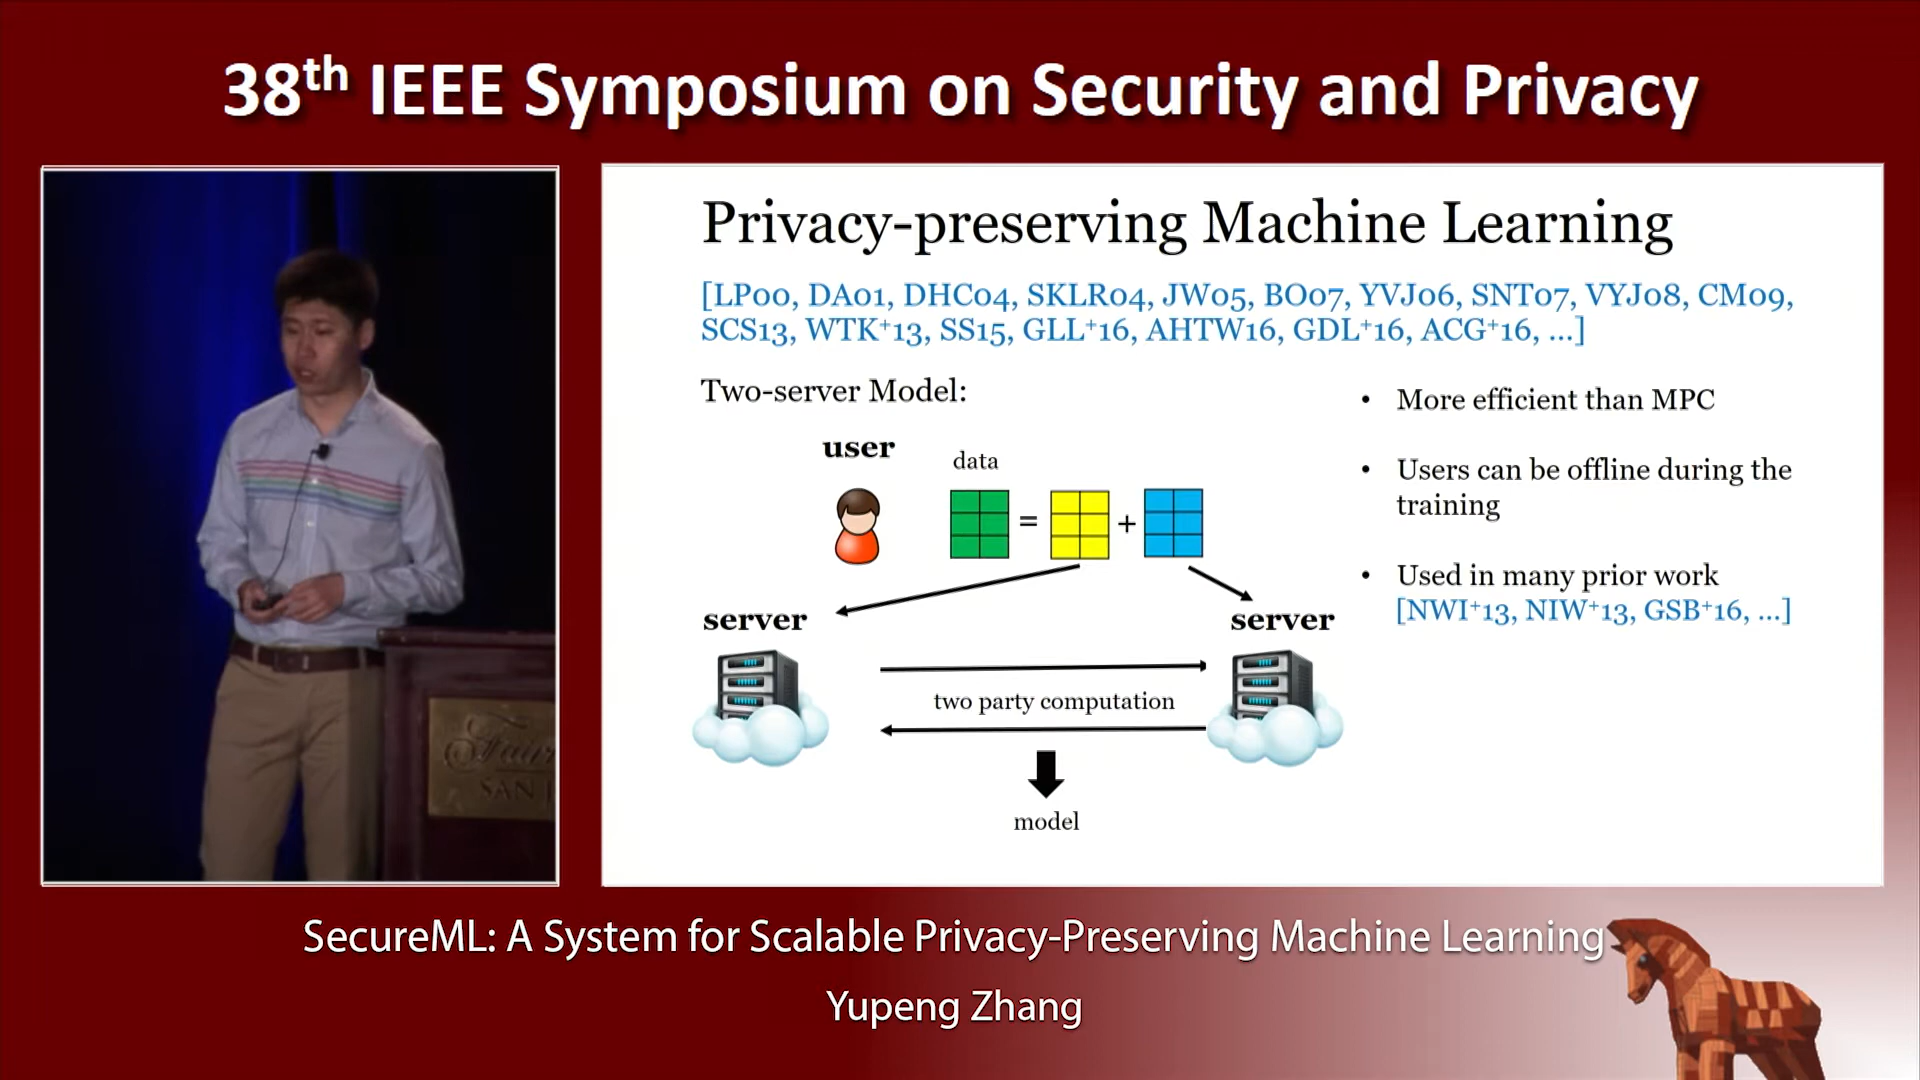 38th IEEE Symposium on Security and Privacy
Privacy-preserving Machine Learning
[LP00, DA01, DHC04, SKLR04, JW05, BO07, YVJ06, SNT07, VYJ08, CM09,
SCS13, WTK+13, SS15, GLL+16, AHTW16, GDL+16, ACG+16, ...]
Two-server Model:
user
data
=
+
server
server
two party computation
model
• More efficient than MPC
• Users can be offline during the
training
• Used in many prior work
[NWI+13, NIW+13, GSB+16, ...]
SAN
SecureML: A System for Scalable Privacy-Preserving Machine Learning
Yupeng Zhang